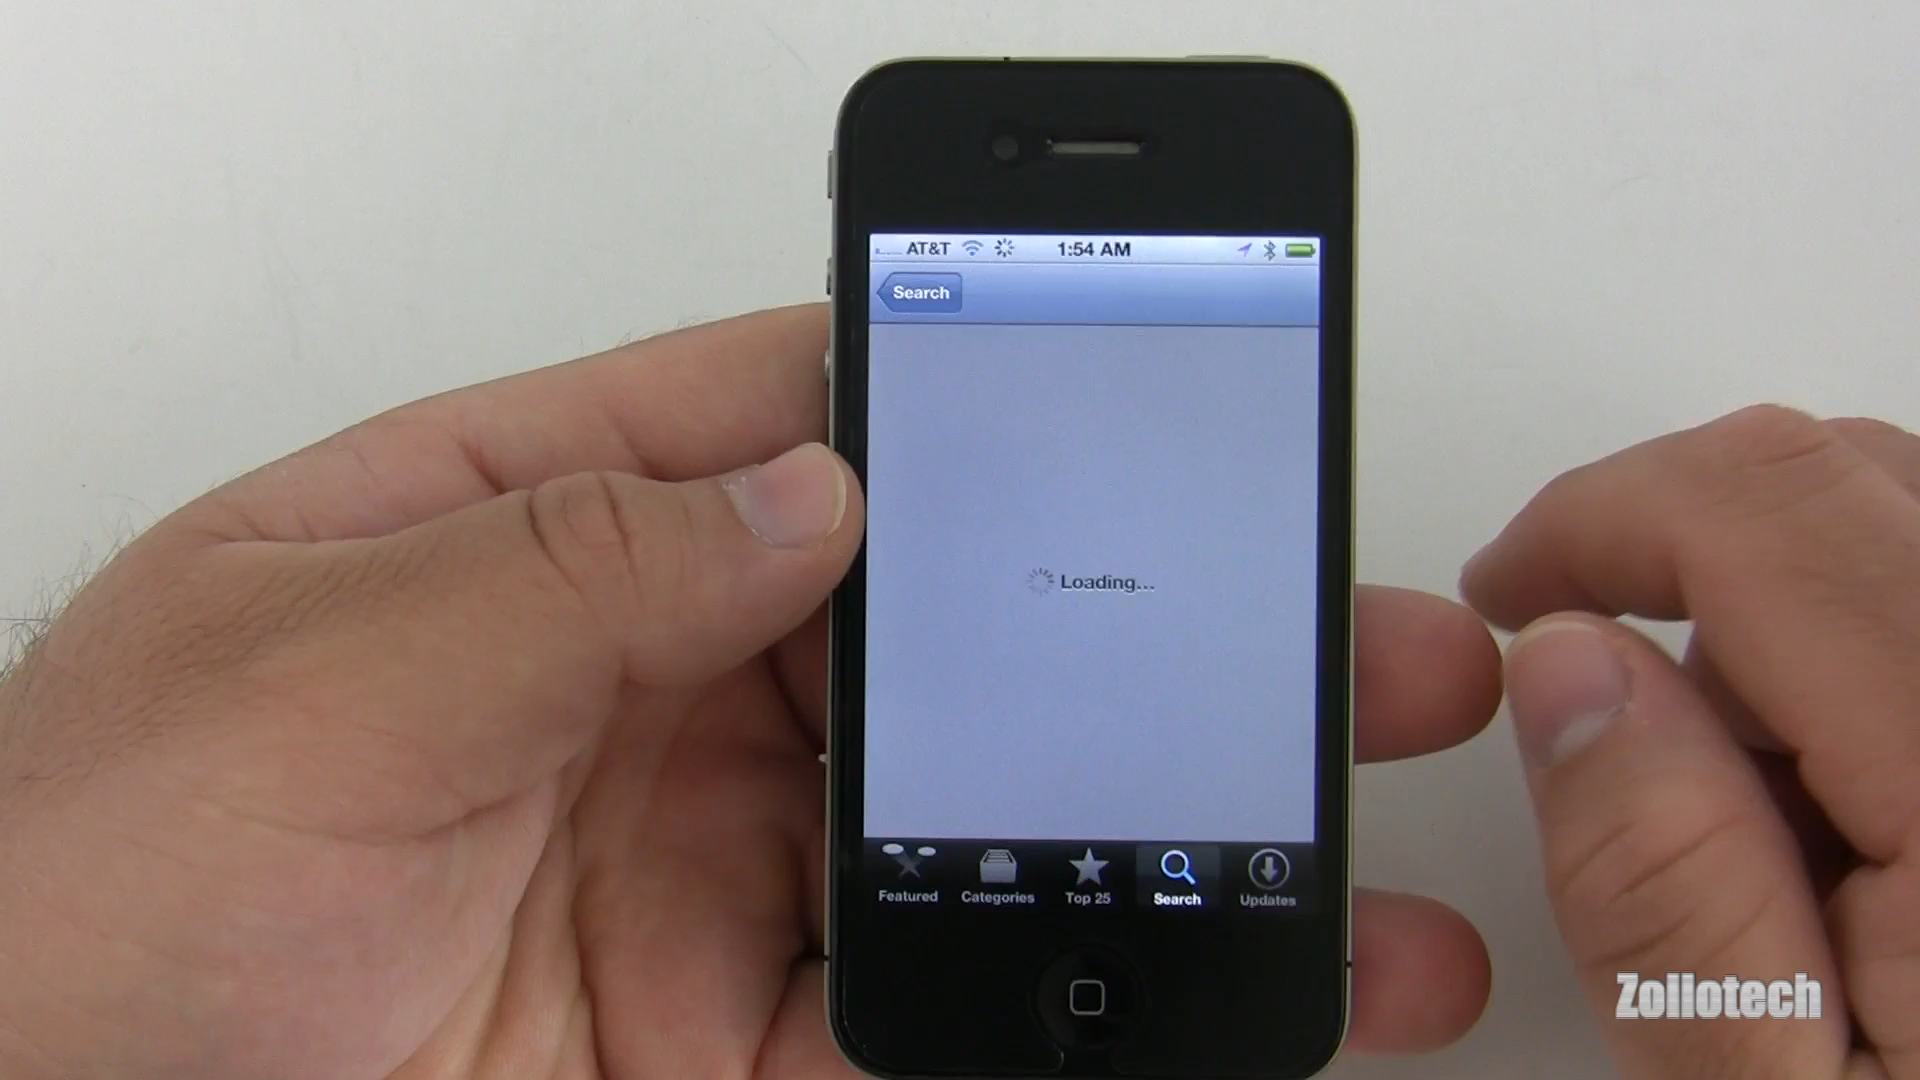 AT&T 1:54 AM
Search
Loading...
Featured Categories Top 25 Search Updates
Zollotech